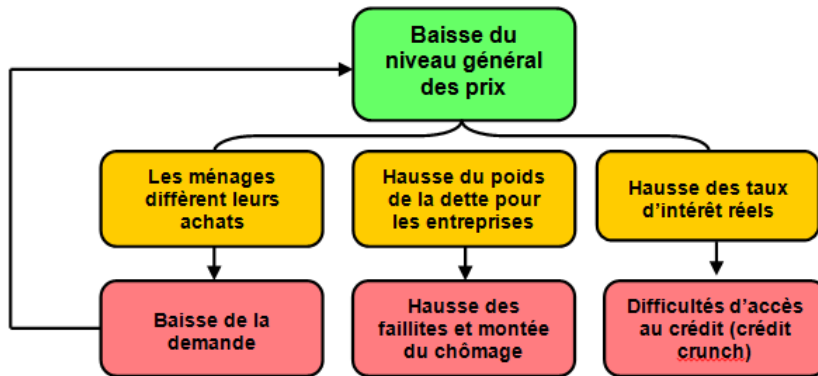 Baisse du
niveau général
des prix
Les ménages
diffèrent leurs
achats
Hausse du poids
de la dette pour
les entreprises
Hausse des taux
d'intérêt réels
Baisse de la
demande
Hausse des
faillites et montée
du chômage
Difficultés d'accès
au crédit (crédit
crunch)